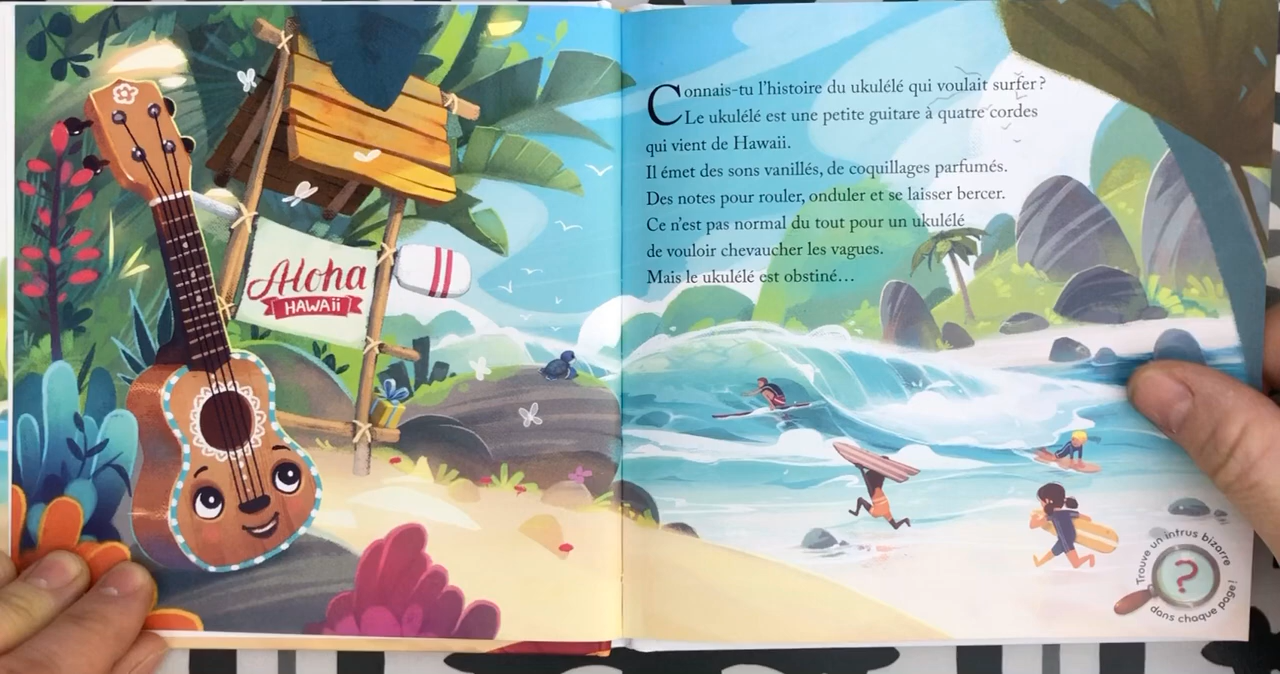 Aloha
HAWAii
Connais-tu l'histoire du ukulélé qui voulait surfer ?
Le ukulélé est une petite guitare à quatre cordes
qui vient de Hawaii.
Il émet des sons vanillés, de coquillages parfumés.
Des notes pour rouler, onduler et se laisser bercer.
Ce n'est pas normal du tout pour un ukulélé
de vouloir chevaucher les vagues.
Mais le ukulélé est obstiné…
Trouve un intrus bizarre
?
dans chaque page !